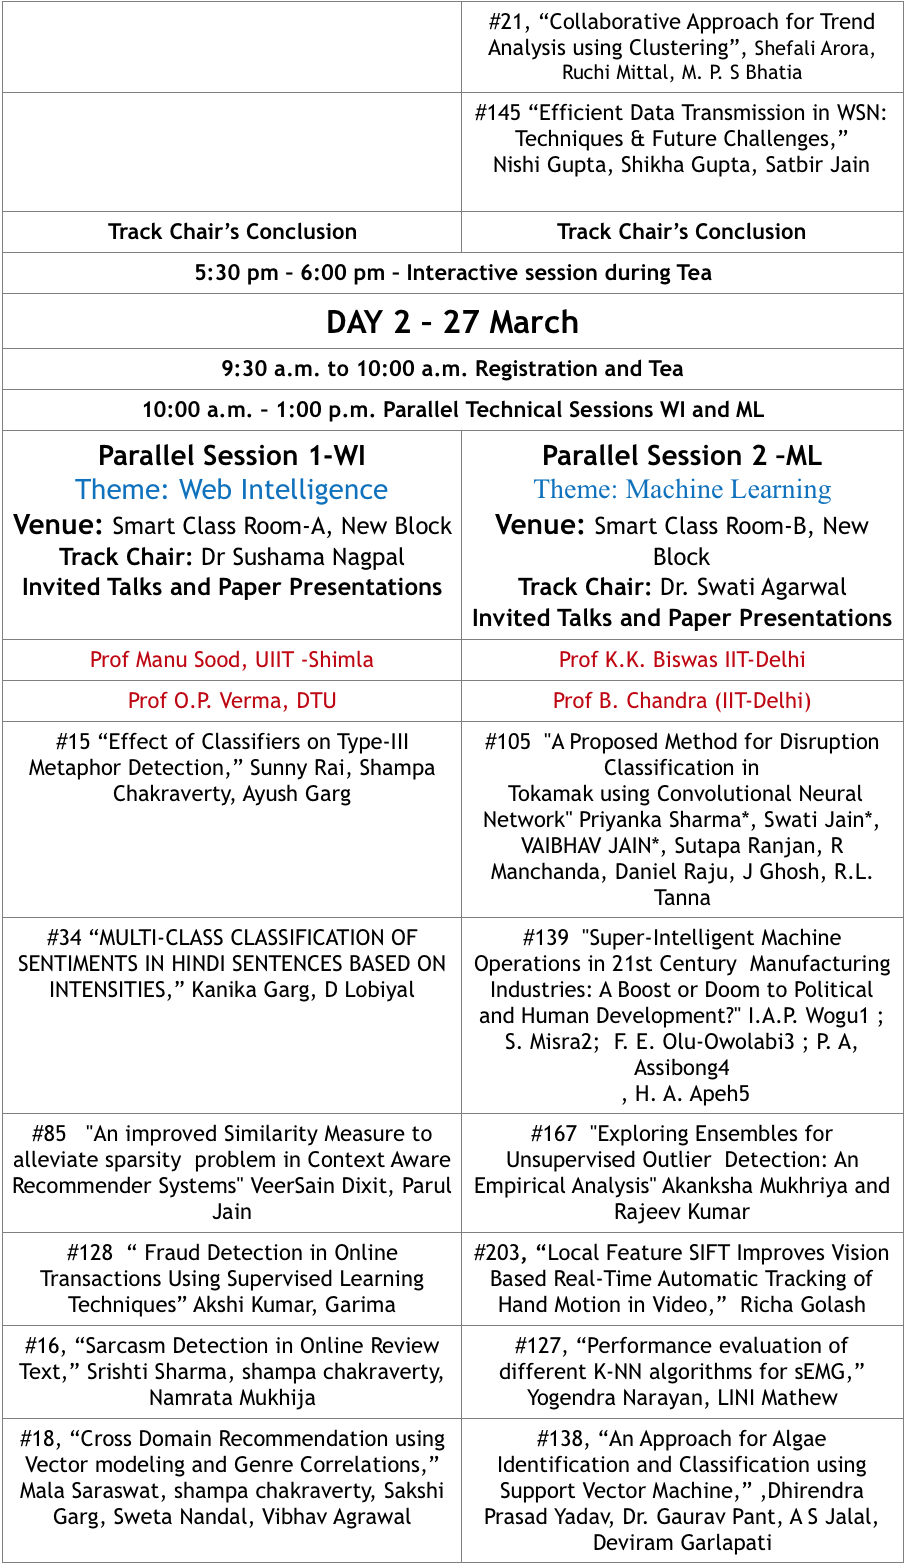 #21, “Collaborative Approach for Trend
Analysis using Clustering”, Shefali Arora,
Ruchi Mittal, M. P. S Bhatia
#145 “Efficient Data Transmission in WSN:
Techniques & Future Challenges,”
Nishi Gupta, Shikha Gupta, Satbir Jain
Track Chair’s Conclusion
Track Chair’s Conclusion
5:30 pm – 6:00 pm – Interactive session during Tea
DAY 2 – 27 March
9:30 a.m. to 10:00 a.m. Registration and Tea
10:00 a.m. – 1:00 p.m. Parallel Technical Sessions WI and ML
Parallel Session 1-WI
Theme: Web Intelligence
Venue: Smart Class Room-A, New Block
Track Chair: Dr Sushama Nagpal
Invited Talks and Paper Presentations
Parallel Session 2 –ML
Theme: Machine Learning
Venue: Smart Class Room-B, New
Block
Track Chair: Dr. Swati Agarwal
Invited Talks and Paper Presentations
Prof Manu Sood, UIIT -Shimla
Prof K.K. Biswas IIT-Delhi
Prof O.P. Verma, DTU
Prof B. Chandra (IIT-Delhi)
#15 “Effect of Classifiers on Type-III
Metaphor Detection,” Sunny Rai, Shampa
Chakraverty, Ayush Garg
#105  "A Proposed Method for Disruption
Classification in
Tokamak using Convolutional Neural
Network" Priyanka Sharma*, Swati Jain*,
VAIBHAV JAIN*, Sutapa Ranjan, R
Manchanda, Daniel Raju, J Ghosh, R.L.
Tanna
#34 “MULTI-CLASS CLASSIFICATION OF
SENTIMENTS IN HINDI SENTENCES BASED ON
INTENSITIES,” Kanika Garg, D Lobiyal
#139  "Super-Intelligent Machine
Operations in 21st Century  Manufacturing
Industries: A Boost or Doom to Political
and Human Development?" I.A.P. Wogu1 ;
S. Misra2;  F. E. Olu-Owolabi3 ; P. A,
Assibong4
, H. A. Apeh5
#85   "An improved Similarity Measure to
alleviate sparsity  problem in Context Aware
Recommender Systems" VeerSain Dixit, Parul
Jain
#167  "Exploring Ensembles for
Unsupervised Outlier  Detection: An
Empirical Analysis" Akanksha Mukhriya and
Rajeev Kumar
#128  “ Fraud Detection in Online
Transactions Using Supervised Learning
Techniques” Akshi Kumar, Garima
#203, “Local Feature SIFT Improves Vision
Based Real-Time Automatic Tracking of
Hand Motion in Video,”  Richa Golash
#16, “Sarcasm Detection in Online Review
Text,” Srishti Sharma, shampa chakraverty,
Namrata Mukhija
#127, “Performance evaluation of
different K-NN algorithms for sEMG,”
Yogendra Narayan, LINI Mathew
#18, “Cross Domain Recommendation using
Vector modeling and Genre Correlations,”
Mala Saraswat, shampa chakraverty, Sakshi
Garg, Sweta Nandal, Vibhav Agrawal
#138, “An Approach for Algae
Identification and Classification using
Support Vector Machine,” ,Dhirendra
Prasad Yadav, Dr. Gaurav Pant, A S Jalal,
Deviram Garlapati